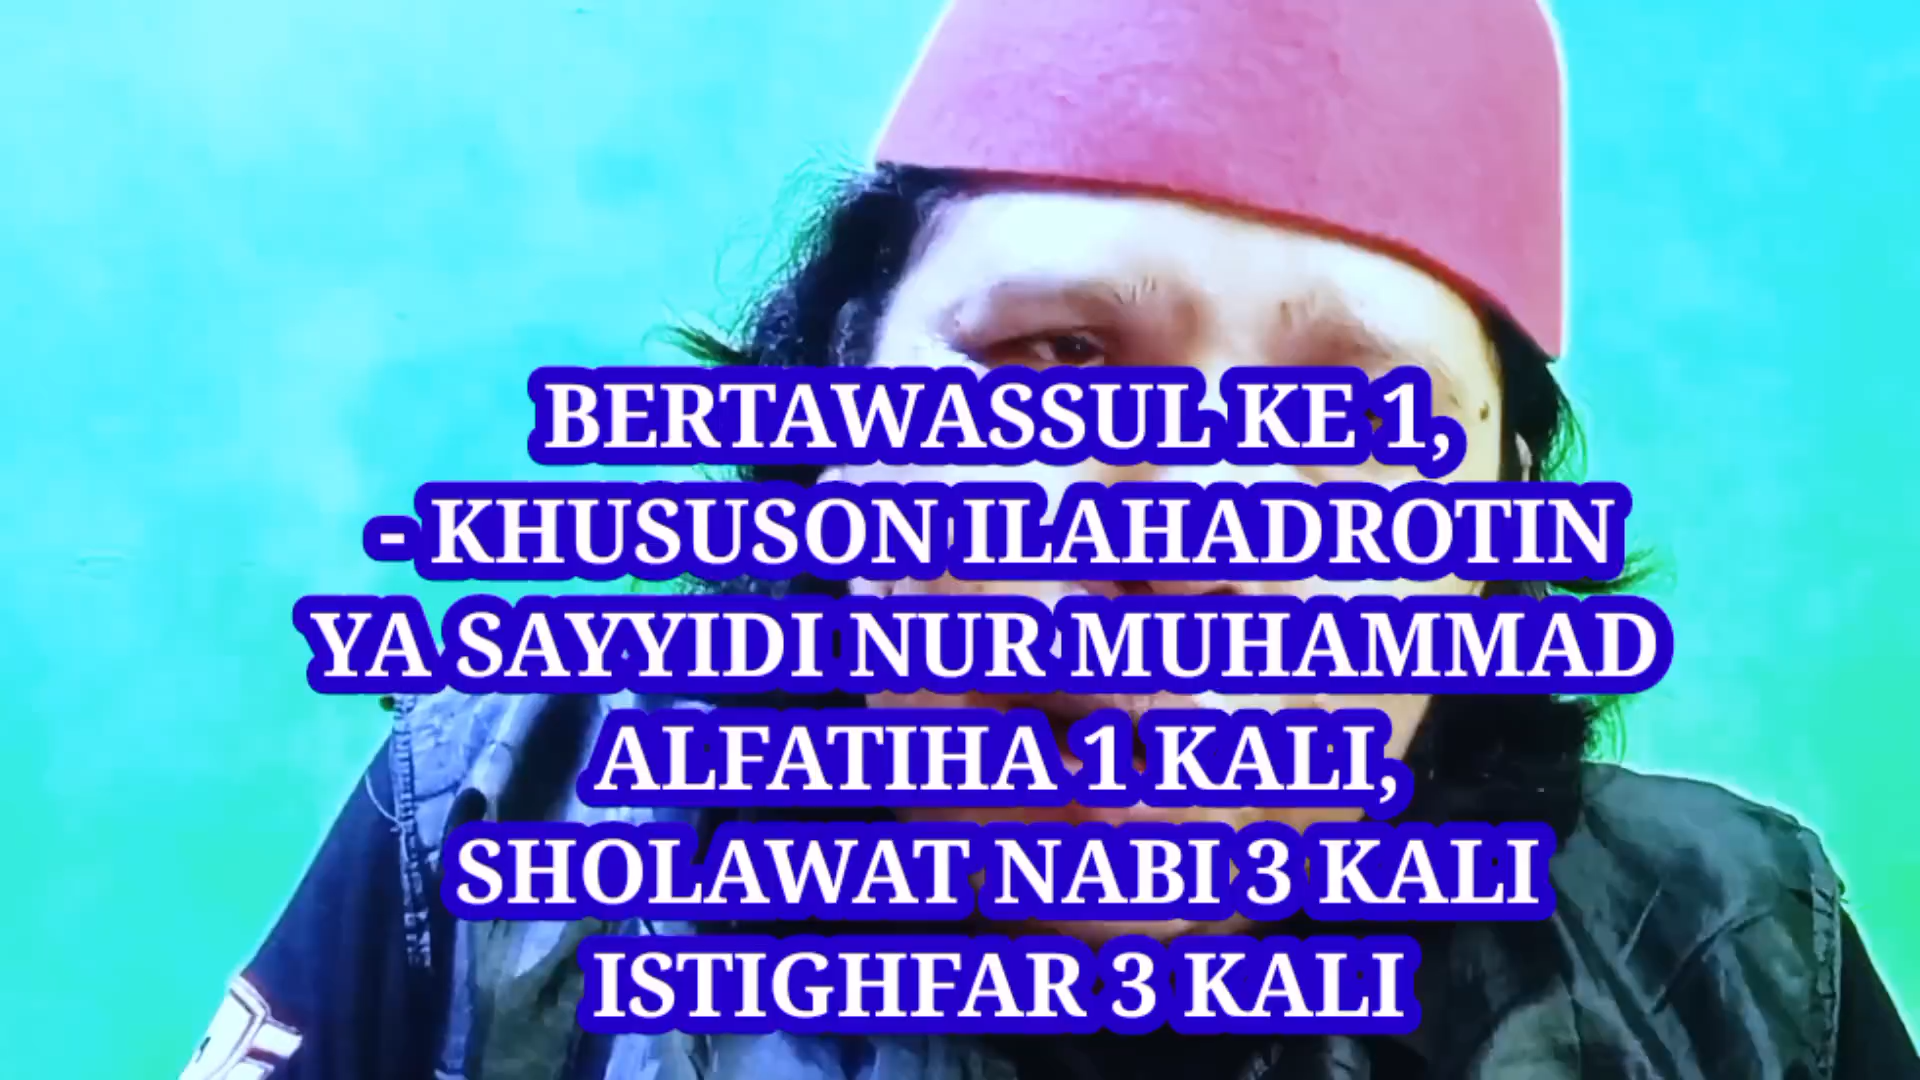 BERTAWASSUL KE 1,
- KHUSUSON ILAHADROTIN
YA SAYYIDI NUR MUHAMMAD
ALFATIHA 1 KALI,
SHOLAWAT NABI 3 KALI
ISTIGHFAR 3 KALI